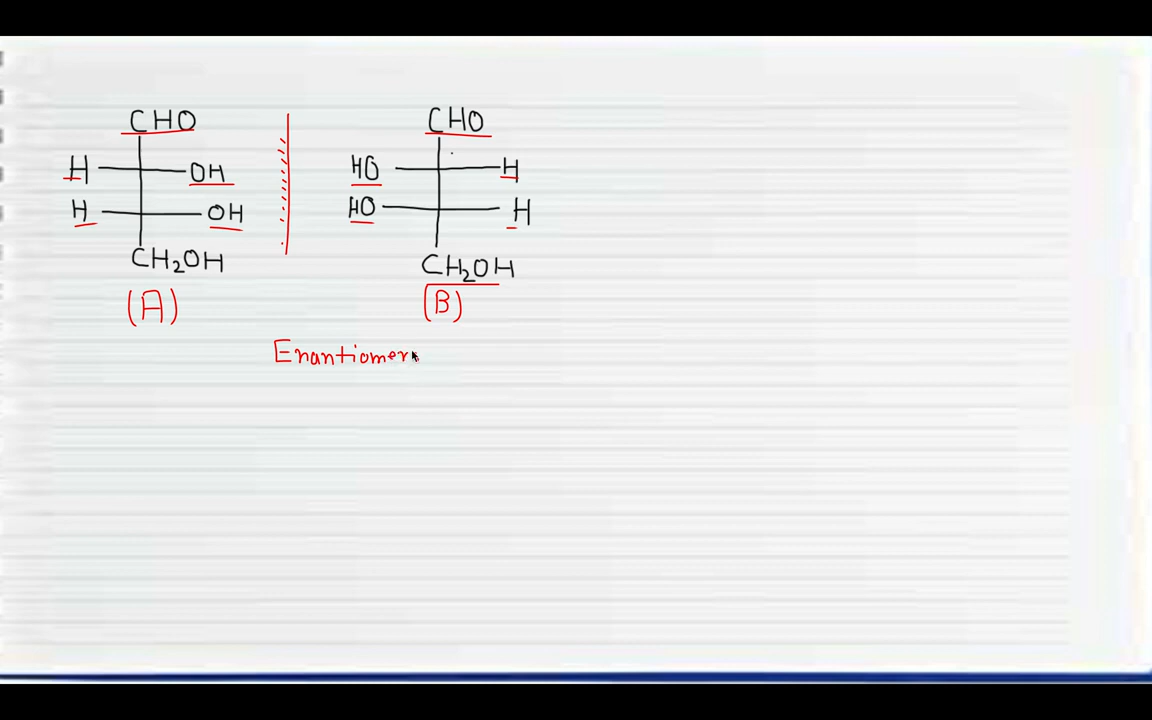 CHO CHO
H OH HO H
H OH HO H
CH₂OH CH₂OH
(A) (B)
Enantiomer